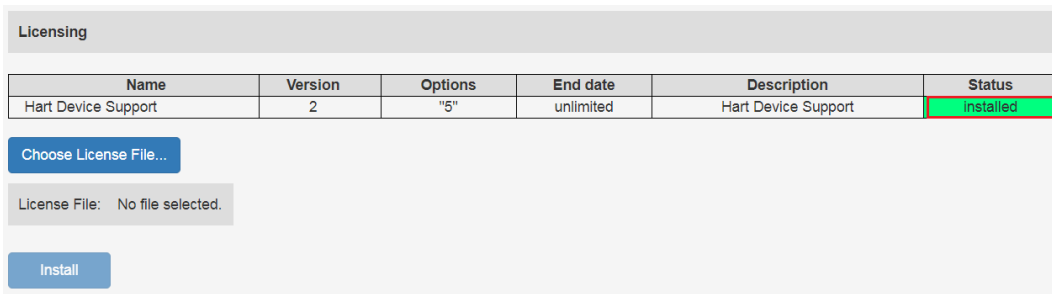 Licensing
Name Version Options End date Description Status
Hart Device Support 2 "5" unlimited Hart Device Support installed
Choose License File...
License File: No file selected.
Install